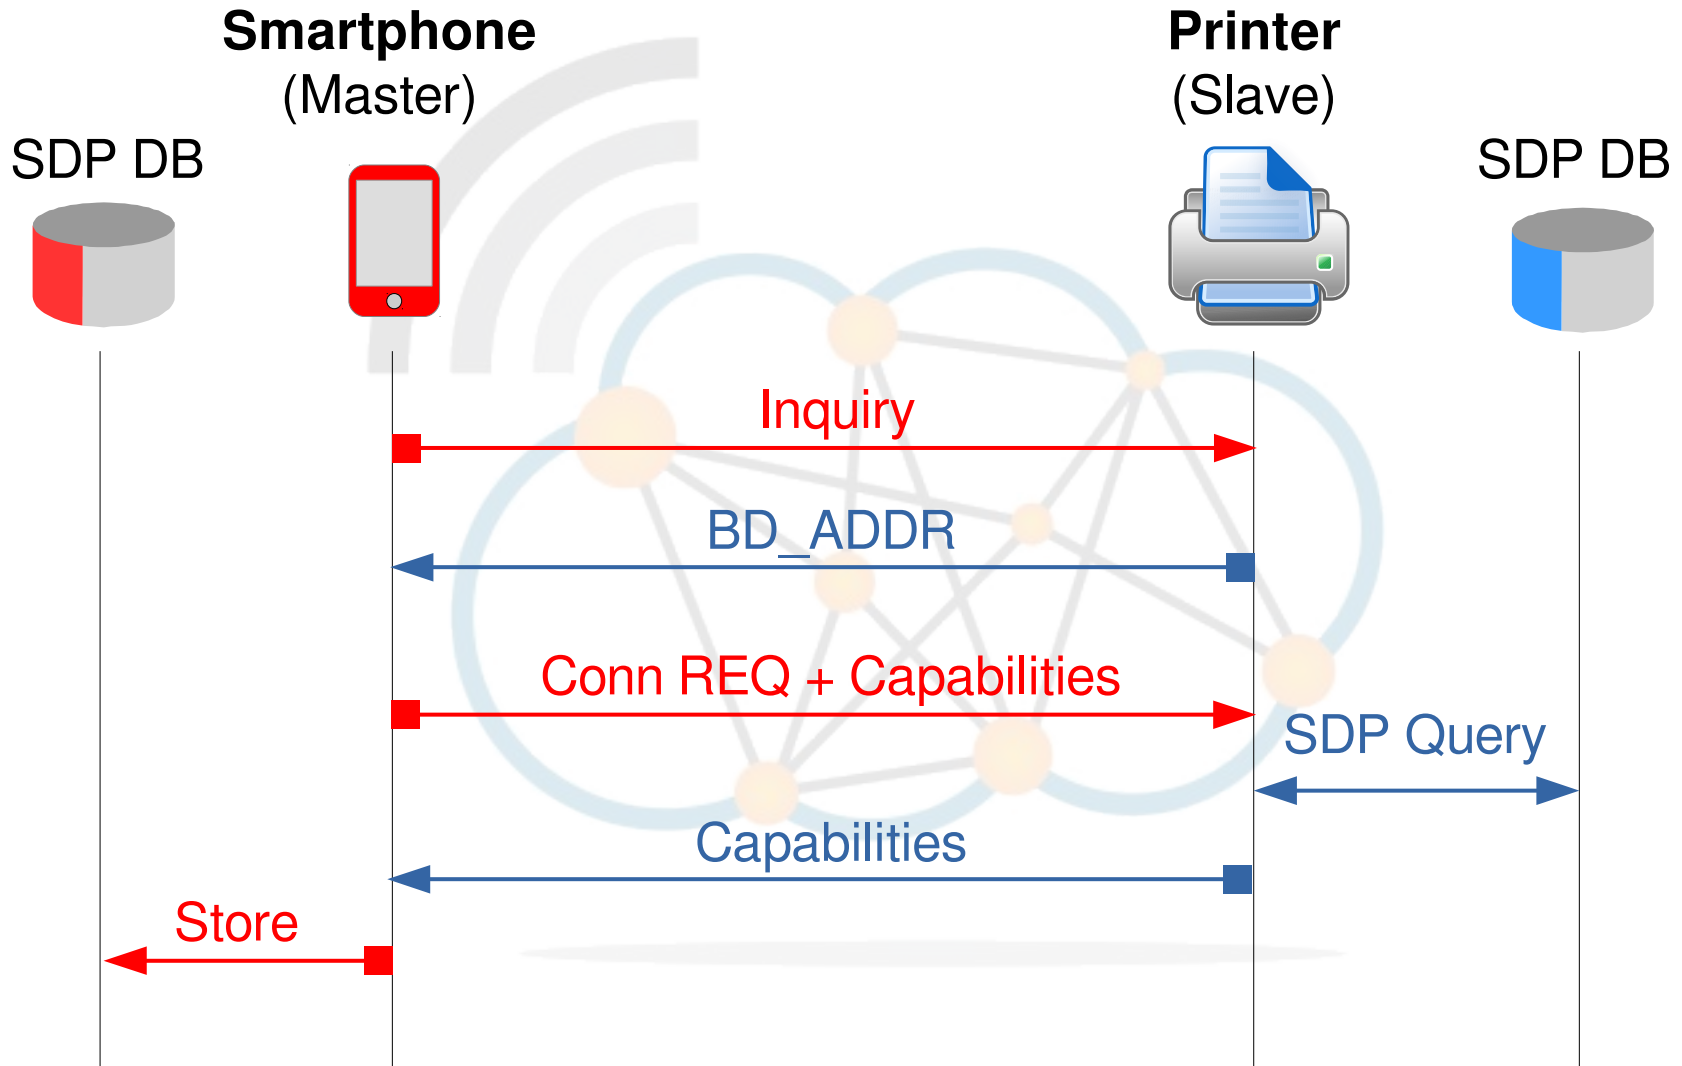 Smartphone
(Master)
Printer
(Slave)
SDP DB
SDP DB
Inquiry
BD_ADDR
Conn REQ + Capabilities
SDP Query
Capabilities
Store